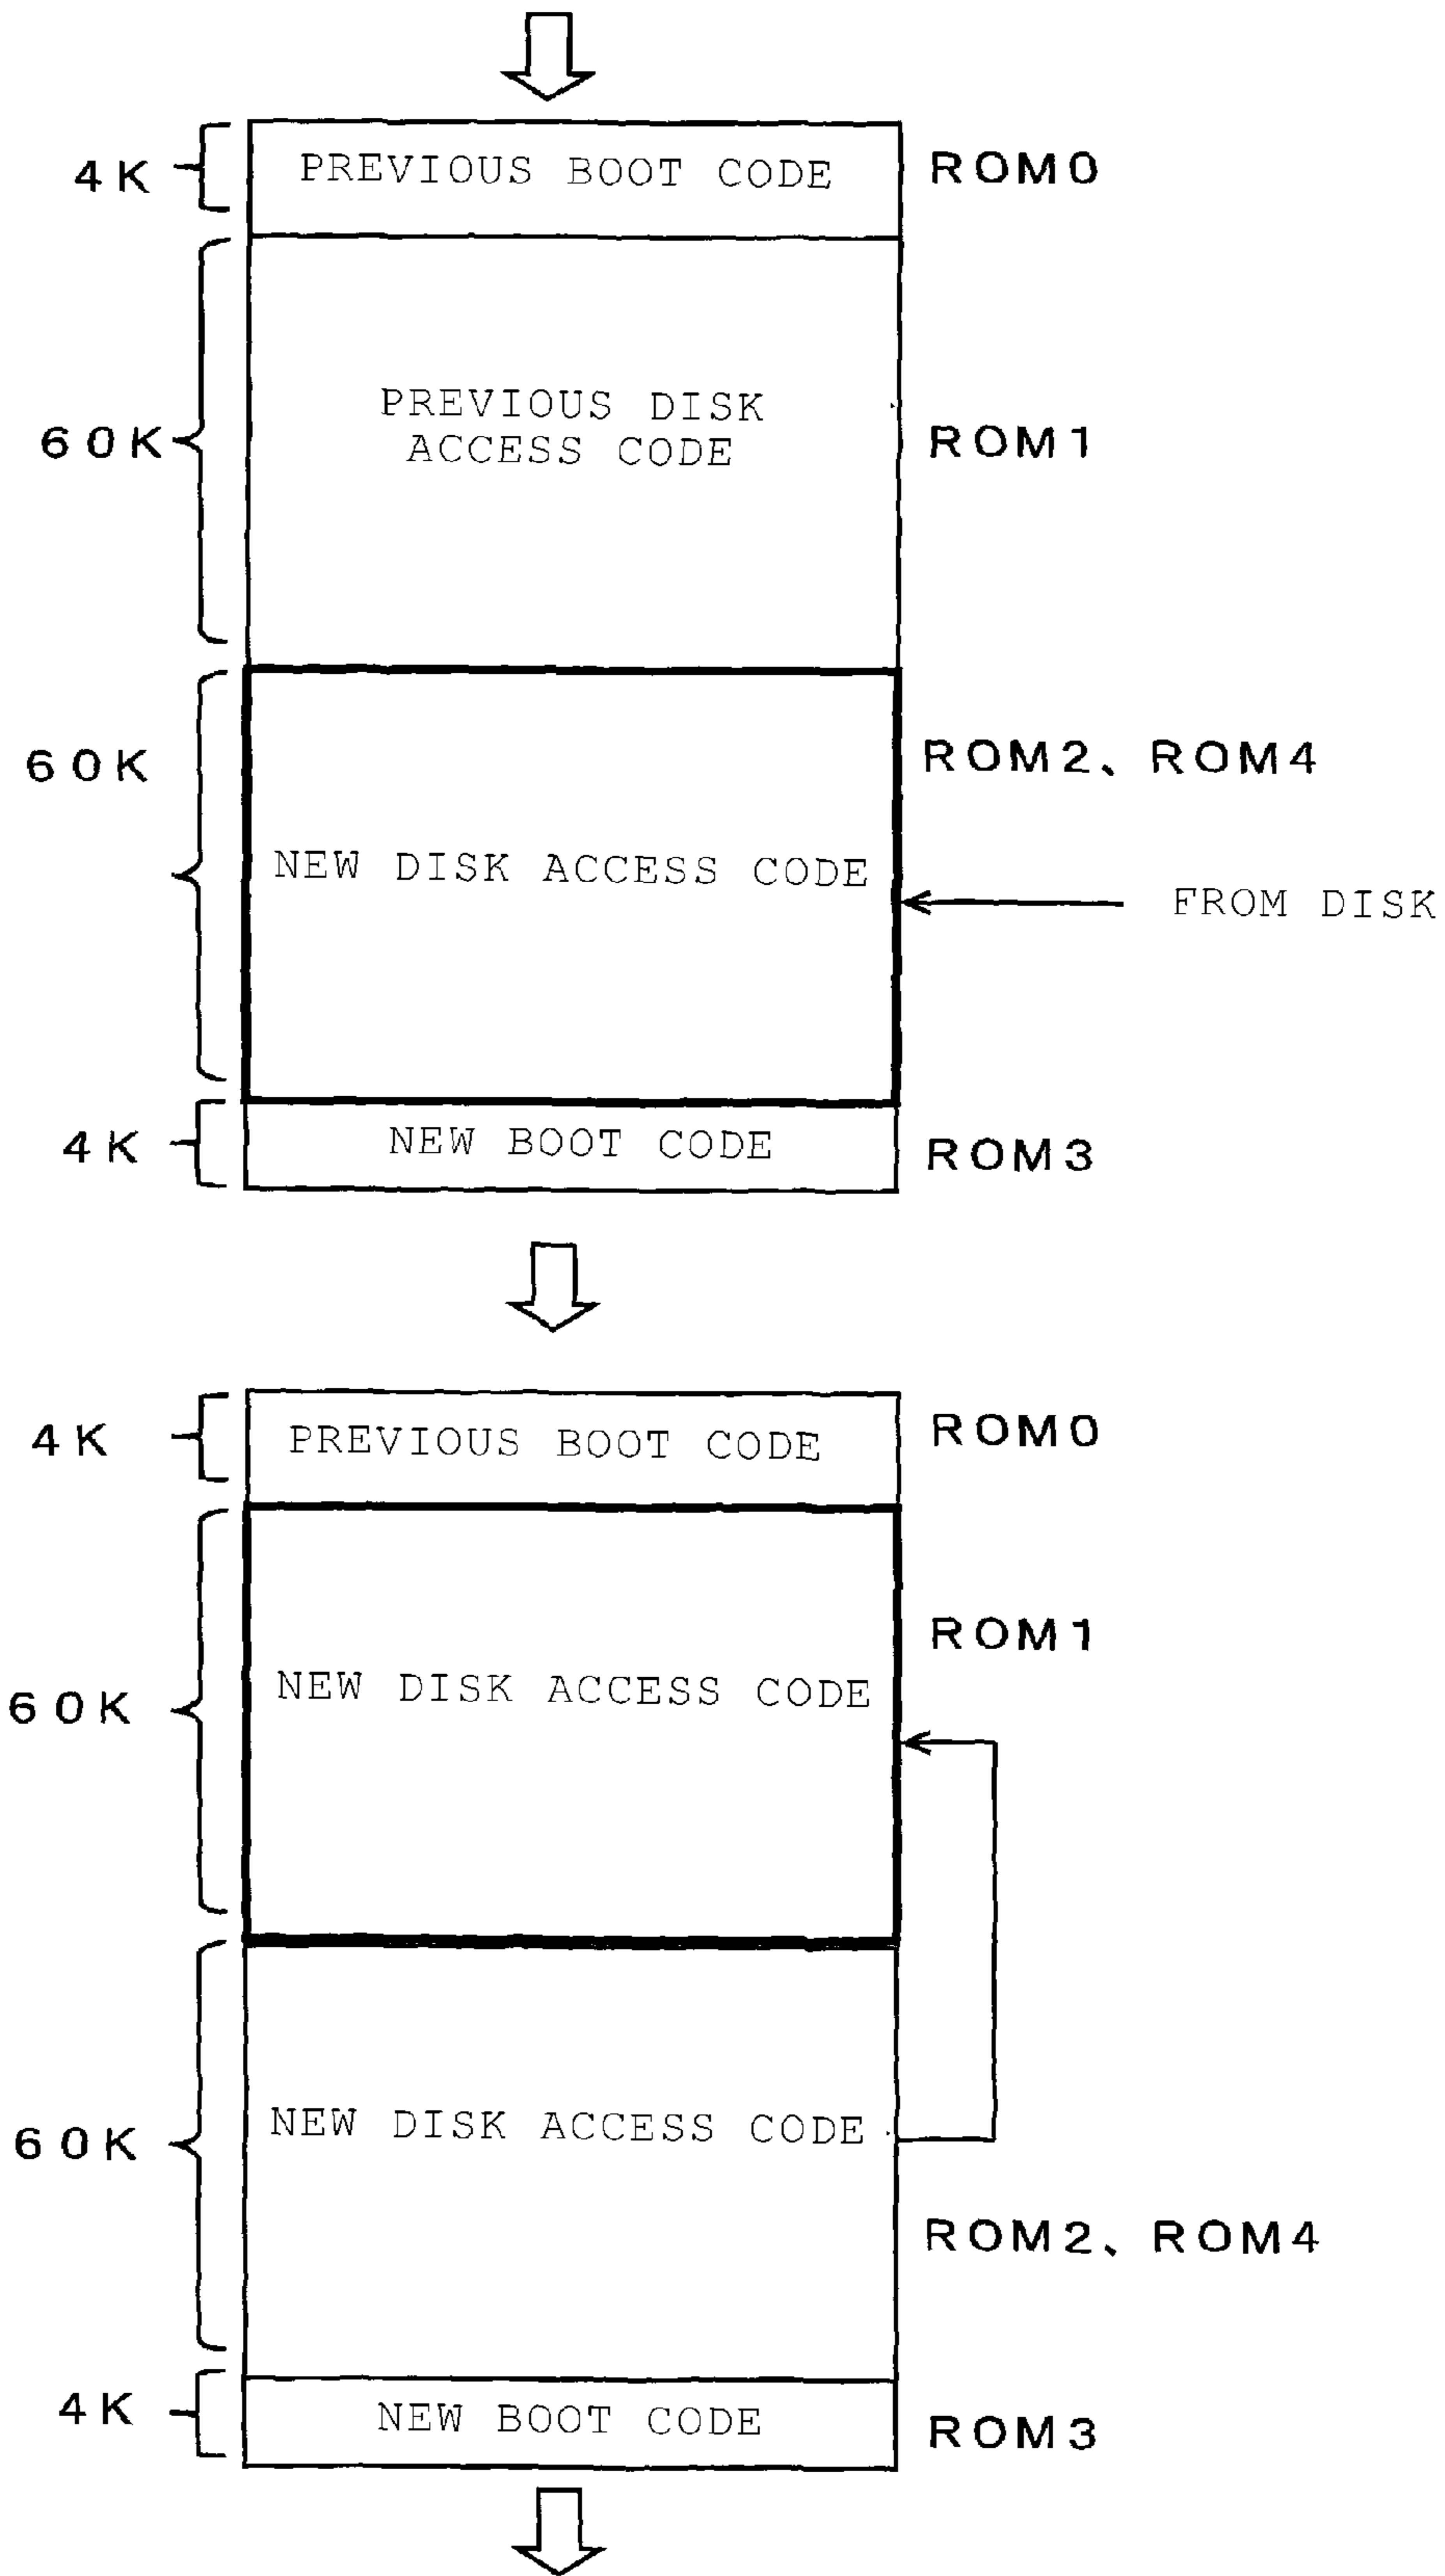 4K PREVIOUS BOOT CODE ROM0
PREVIOUS DISK
ACCESS CODE
60K ROM1
60K ROM2、ROM4
NEW DISK ACCESS CODE
FROM DISK
4K NEW BOOT CODE ROM3
4K PREVIOUS BOOT CODE ROM0
ROM1
NEW DISK ACCESS CODE
60K
NEW DISK ACCESS CODE
60K
ROM2、ROM4
4K NEW BOOT CODE ROM3